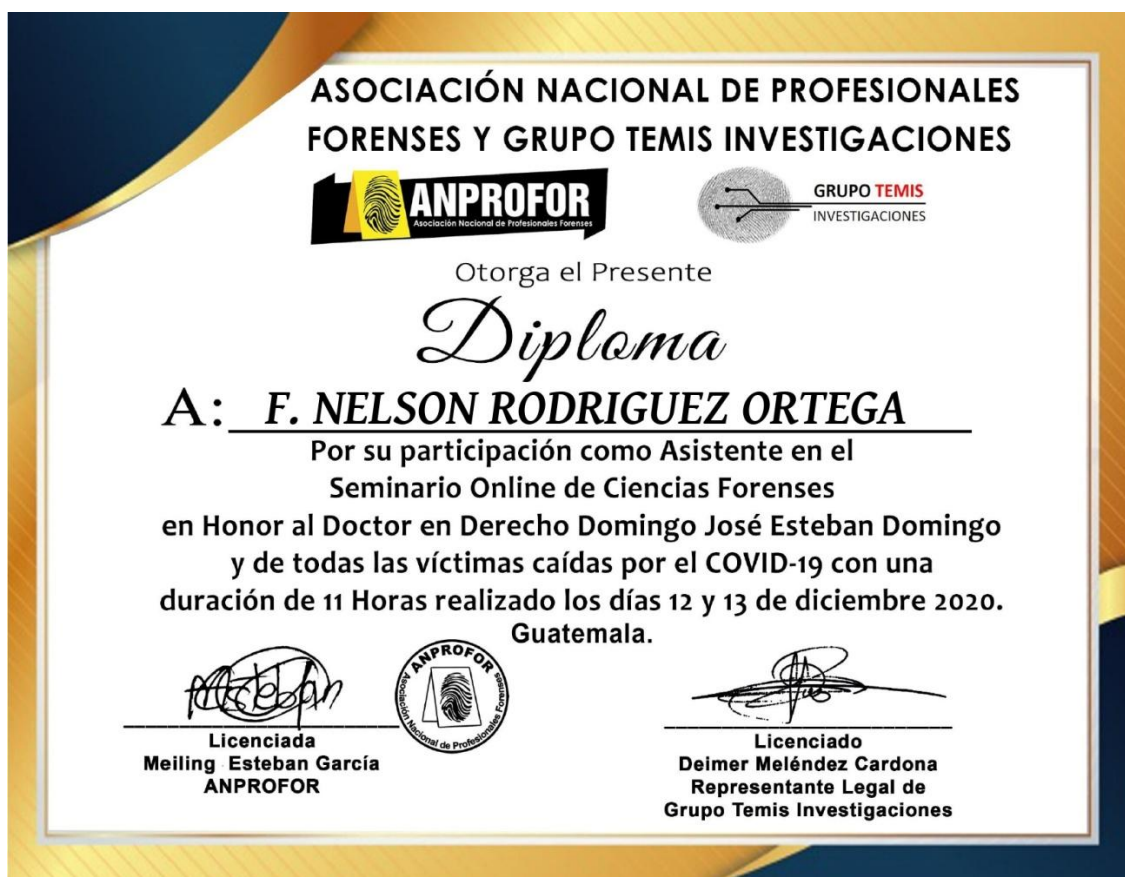 ASOCIACIÓN NACIONAL DE PROFESIONALES
FORENSES Y GRUPO TEMIS INVESTIGACIONES
ANPROFOR
Asociación Nacional de Profesionales Forenses
GRUPO TEMIS
INVESTIGACIONES
Otorga el Presente
Diploma
A: F. NELSON RODRIGUEZ ORTEGA
Por su participación como Asistente en el
Seminario Online de Ciencias Forenses
en Honor al Doctor en Derecho Domingo José Esteban Domingo
y de todas las víctimas caídas por el COVID-19 con una
duración de 11 Horas realizado los días 12 y 13 de diciembre 2020.
Guatemala.
ANPROFOR
Asociación Nacional de Profesionales Forenses
Licenciada
Meiling Esteban García
ANPROFOR
Licenciado
Deimer Meléndez Cardona
Representante Legal de
Grupo Temis Investigaciones